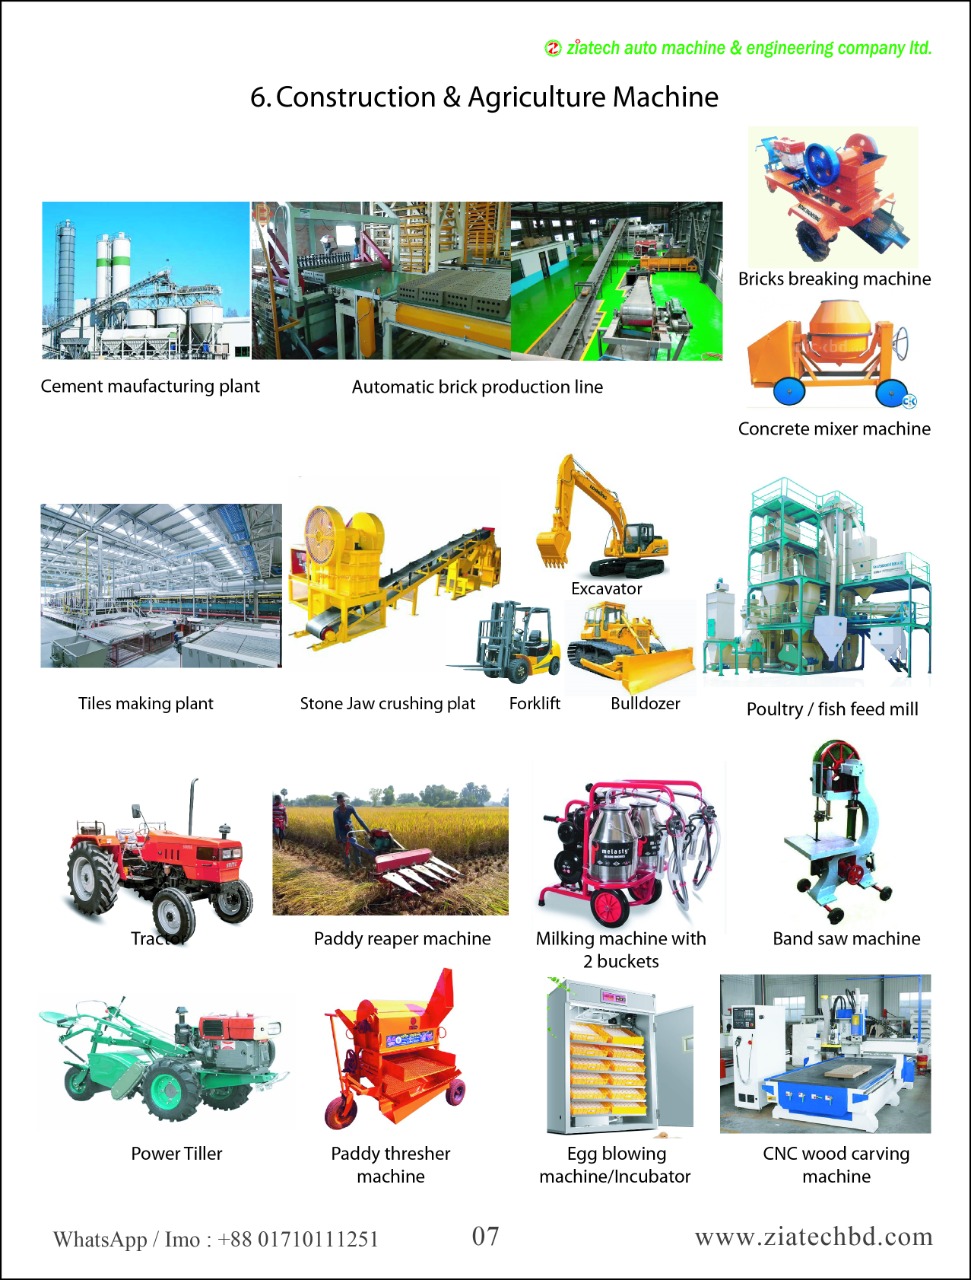 ziatech auto machine & engineering company ltd.
6. Construction & Agriculture Machine
Bricks breaking machine
Cement maufacturing plant
Automatic brick production line
Concrete mixer machine
Excavator
Tiles making plant
Stone Jaw crushing plat
Forklift
Bulldozer
Poultry / fish feed mill
Tractor
Paddy reaper machine
melasty
Milking machine with
2 buckets
Band saw machine
Power Tiller
Paddy thresher
machine
Egg blowing
machine/Incubator
CNC wood carving
machine
WhatsApp / Imo : +88 01710111251
07
www.ziatechbd.com